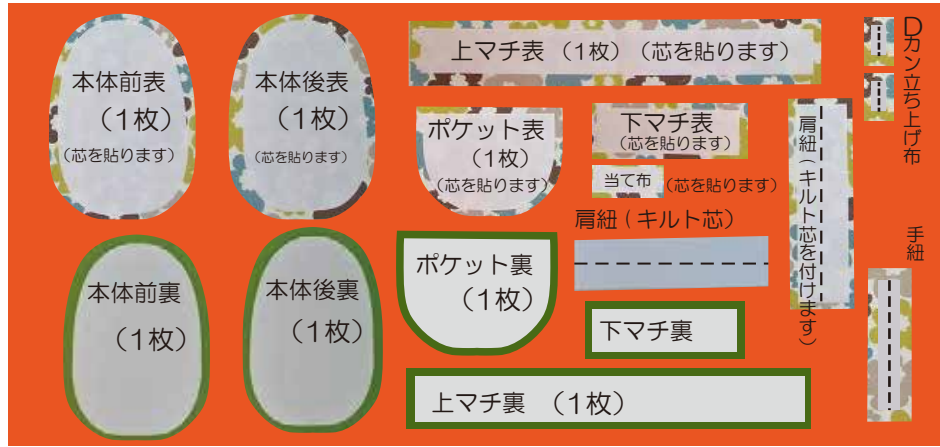 本体前表
(1枚)
(芯を貼ります)
本体後表
(1枚)
(芯を貼ります)
上マチ表 (1枚) (芯を貼ります)
ポケット表
(1枚)
(芯を貼ります)
下マチ表
(芯を貼ります)
当て布 (芯を貼ります)
肩紐(キルト芯)
肩紐(キルト芯を付けます)
Dカン立ち上げ布
手紐
本体前裏
(1枚)
本体後裏
(1枚)
ポケット裏
(1枚)
下マチ裏
上マチ裏 (1枚)